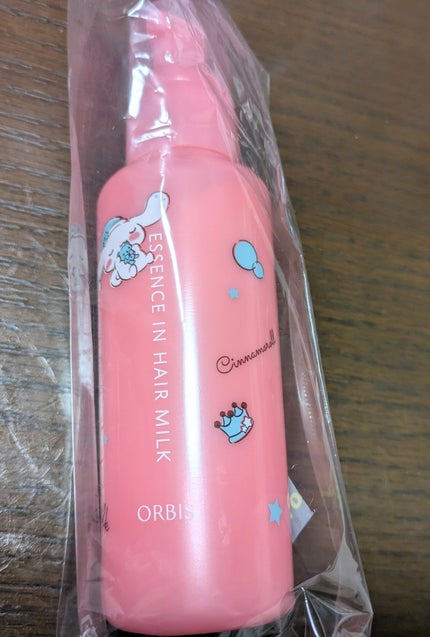 ESSENCE IN HAIR MILK
Cinnamoroll
ORBIS